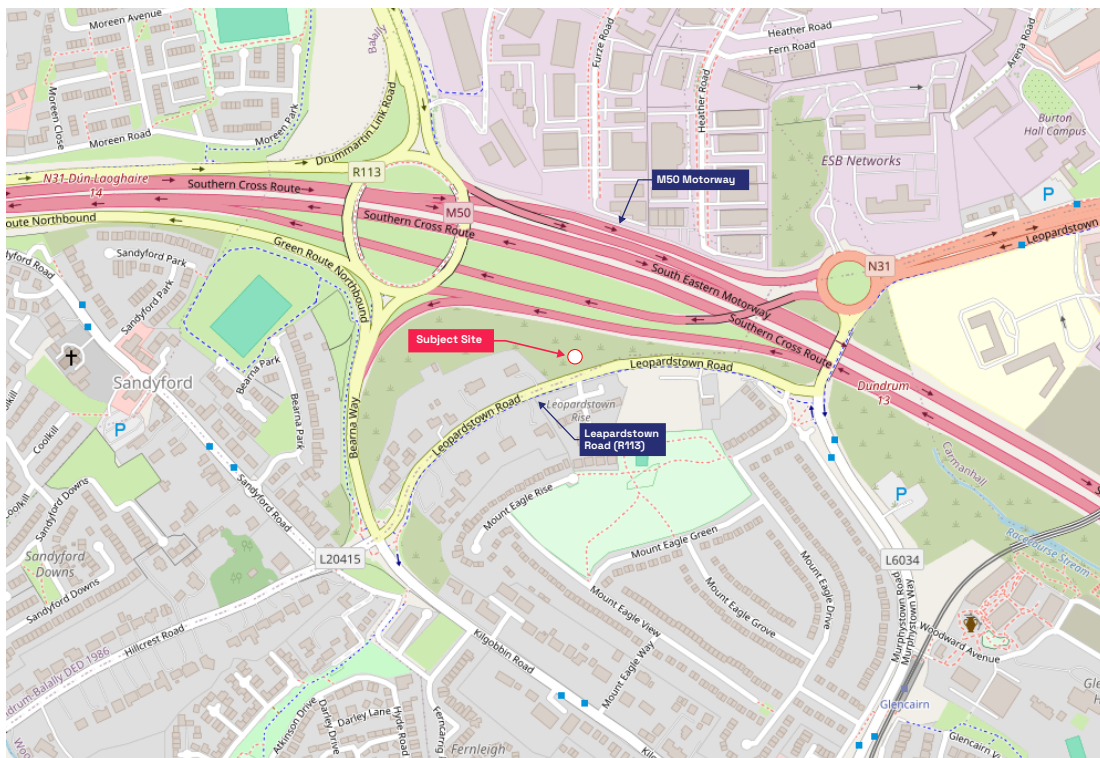 Moreen Avenue
Moreen Close
Moreen Road
Moreen Park
Balally
Drummartin Link Road
Furze Road
Heather Road
Heather Road
Fern Road
Arena Road
Burton
Hall Campus
ESB Networks
P
R113
N31-Dún-Laoghaire
14
Southern Cross Route
M50
Southern Cross Route
M50 Motorway
oute Northbound
Green Route Northbound
N31
Leopardstown
South Eastern Motorway
Southern Cross Route
Sandyford Park
dyford Road
Sandyford Park
Subject Site
Leopardstown Road
Dundrum
13
Bearna Park
Sandyford
P
Bearna Park
Bearna Way
Leopardstown Road
Leopardstown
Rise
Leapardstown
Road (R113)
Coolkill
Coolkill
Sandyford Downs
Sandyford Road
Carmanhall
Racecourse Stream
P
Mount Eagle Rise
Mount Eagle Green
L20415
L6034
Sandyford
Downs
Sandyford Downs
Mount Eagle Drive
Mount Eagle Grove
Mount Eagle View
Mount Eagle Way
Murphystown Road
Murphystown Way
Woodward Avenue
Hillcrest Road
ndrum-Balally DED 1986
Kilgobbin Road
Glencairn
Atkinson Drive
Darley Lane
Darley Drive
Hyde Road
Ferncarrig
Fernleigh
Glencairn V